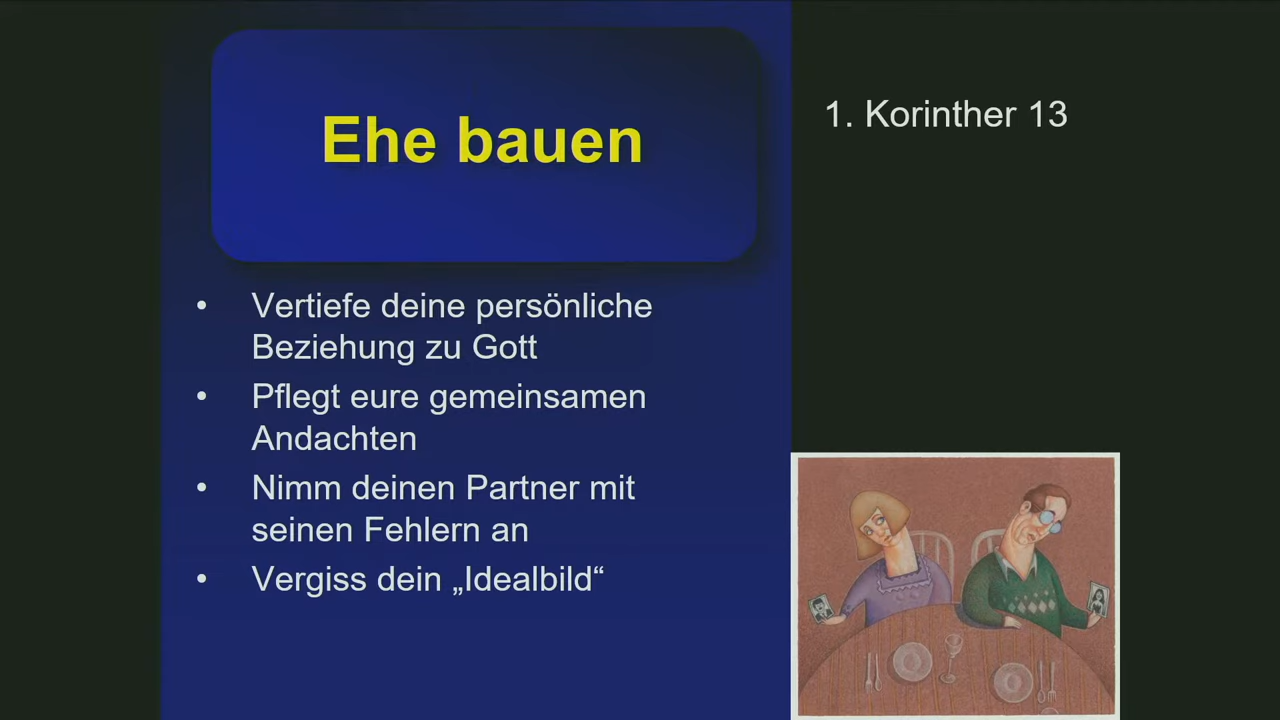 Ehe bauen
1. Korinther 13
• Vertiefe deine persönliche
Beziehung zu Gott
• Pflegt eure gemeinsamen
Andachten
• Nimm deinen Partner mit
seinen Fehlern an
• Vergiss dein „Idealbild“